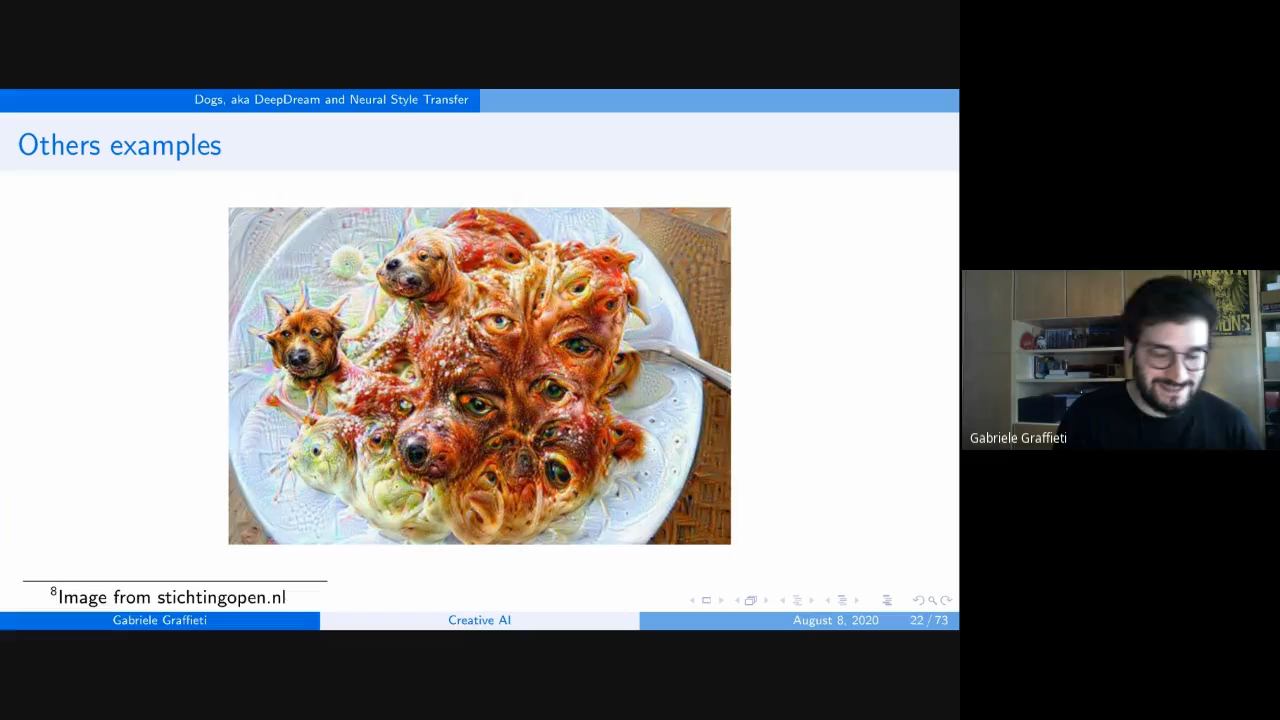 Dogs, aka DeepDream and Neural Style Transfer
Others examples
8Image from stichtingopen.nl
Gabriele Graffieti
Creative AI
August 8, 2020
22 / 73
Gabriele Graffieti